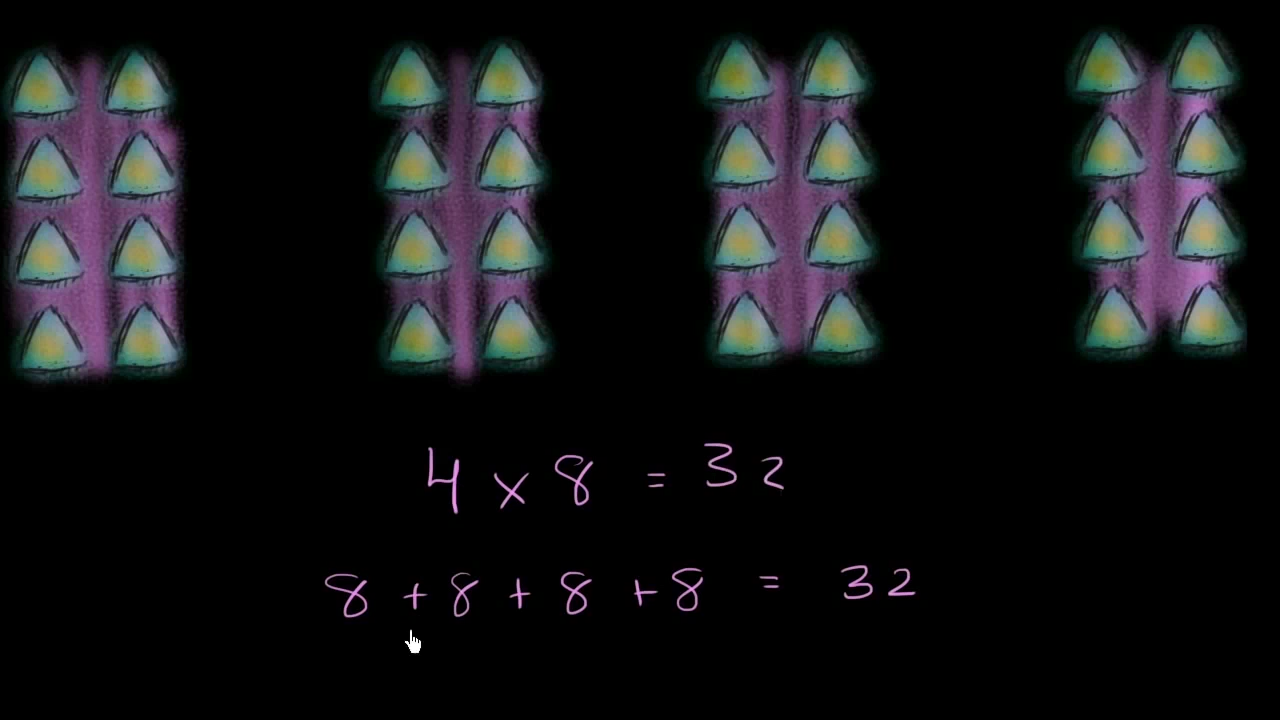 4 × 8 = 32
8 + 8 + 8 + 8 = 32